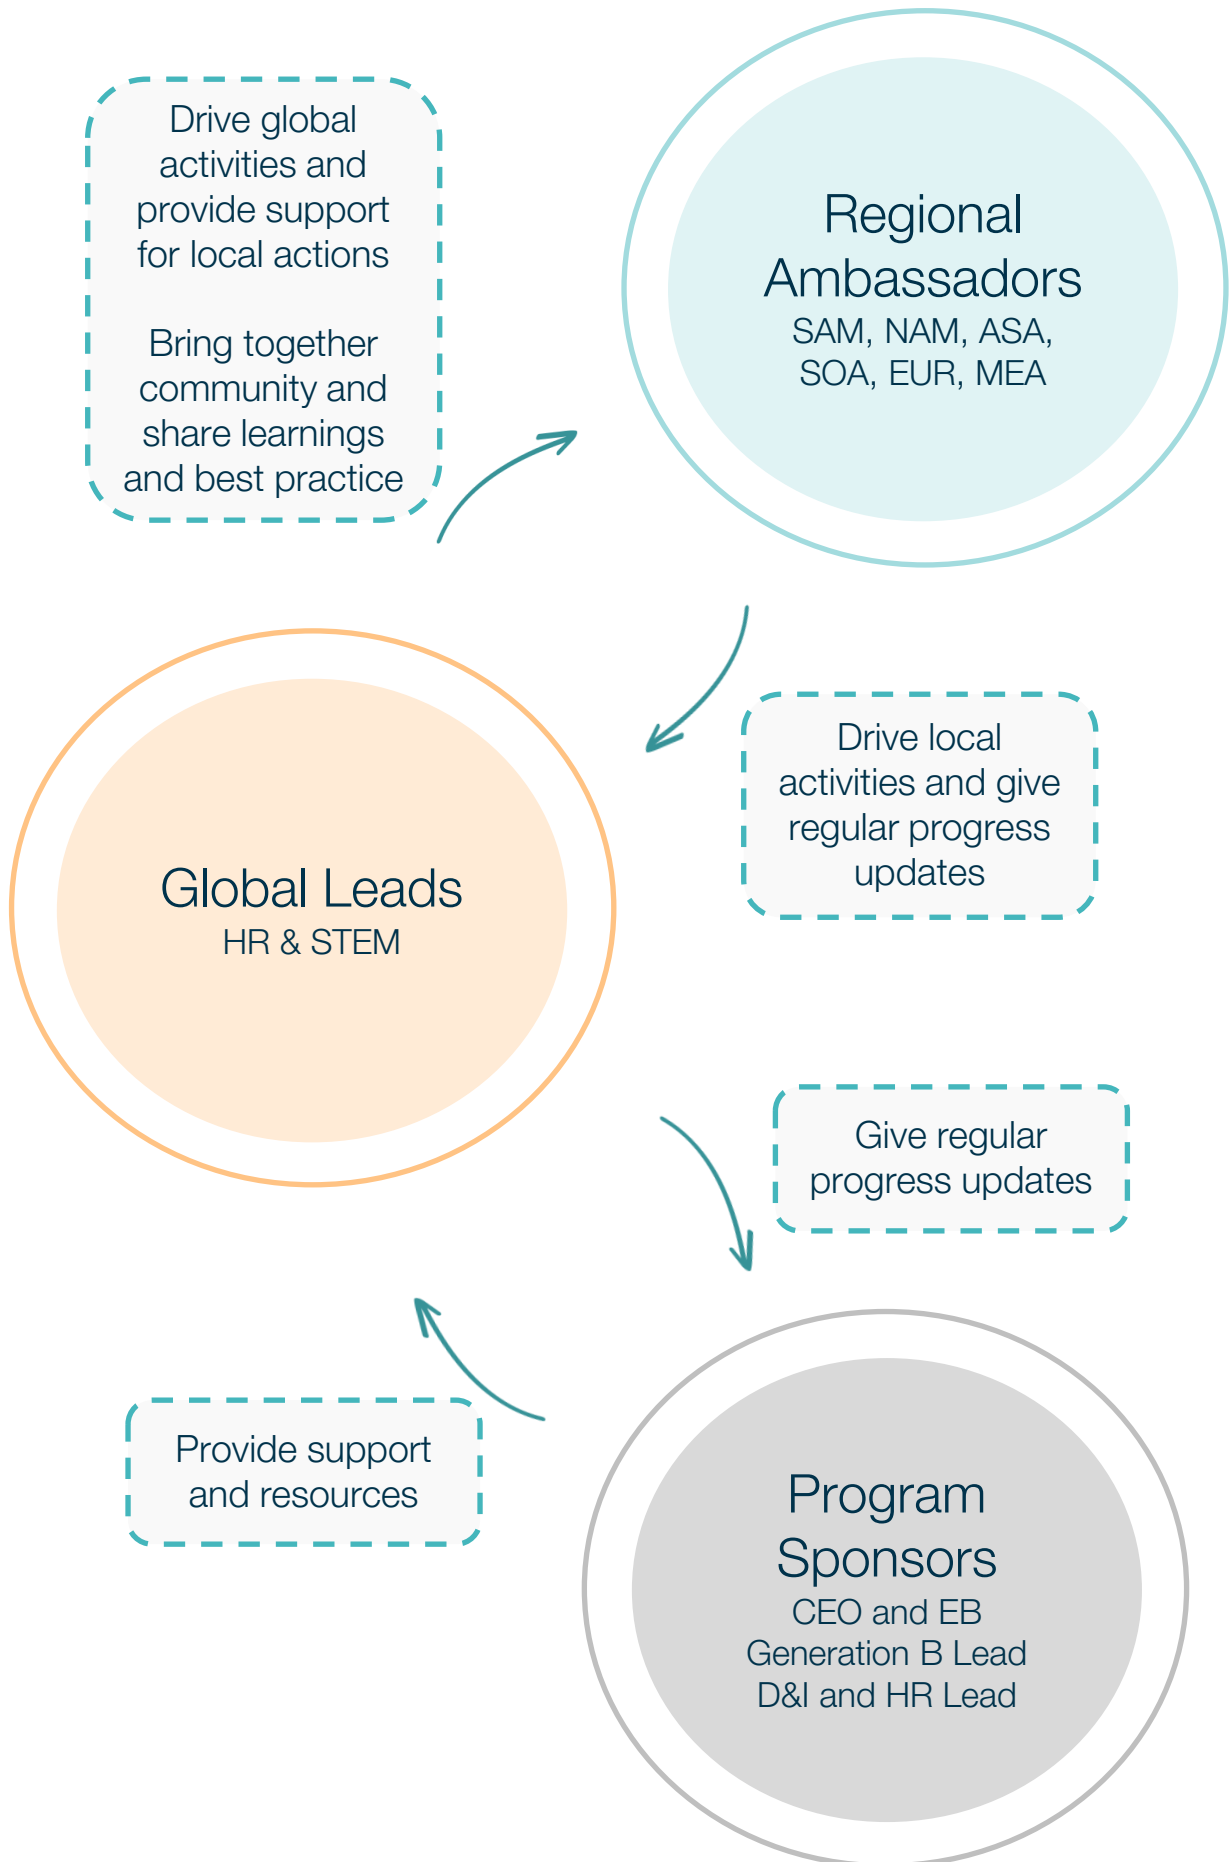 Drive global
activities and
provide support
for local actions
Bring together
community and
share learnings
and best practice
Regional
Ambassadors
SAM, NAM, ASA,
SOA, EUR, MEA
Drive local
activities and give
regular progress
updates
Global Leads
HR & STEM
Give regular
progress updates
Provide support
and resources
Program
Sponsors
CEO and EB
Generation B Lead
D&I and HR Lead